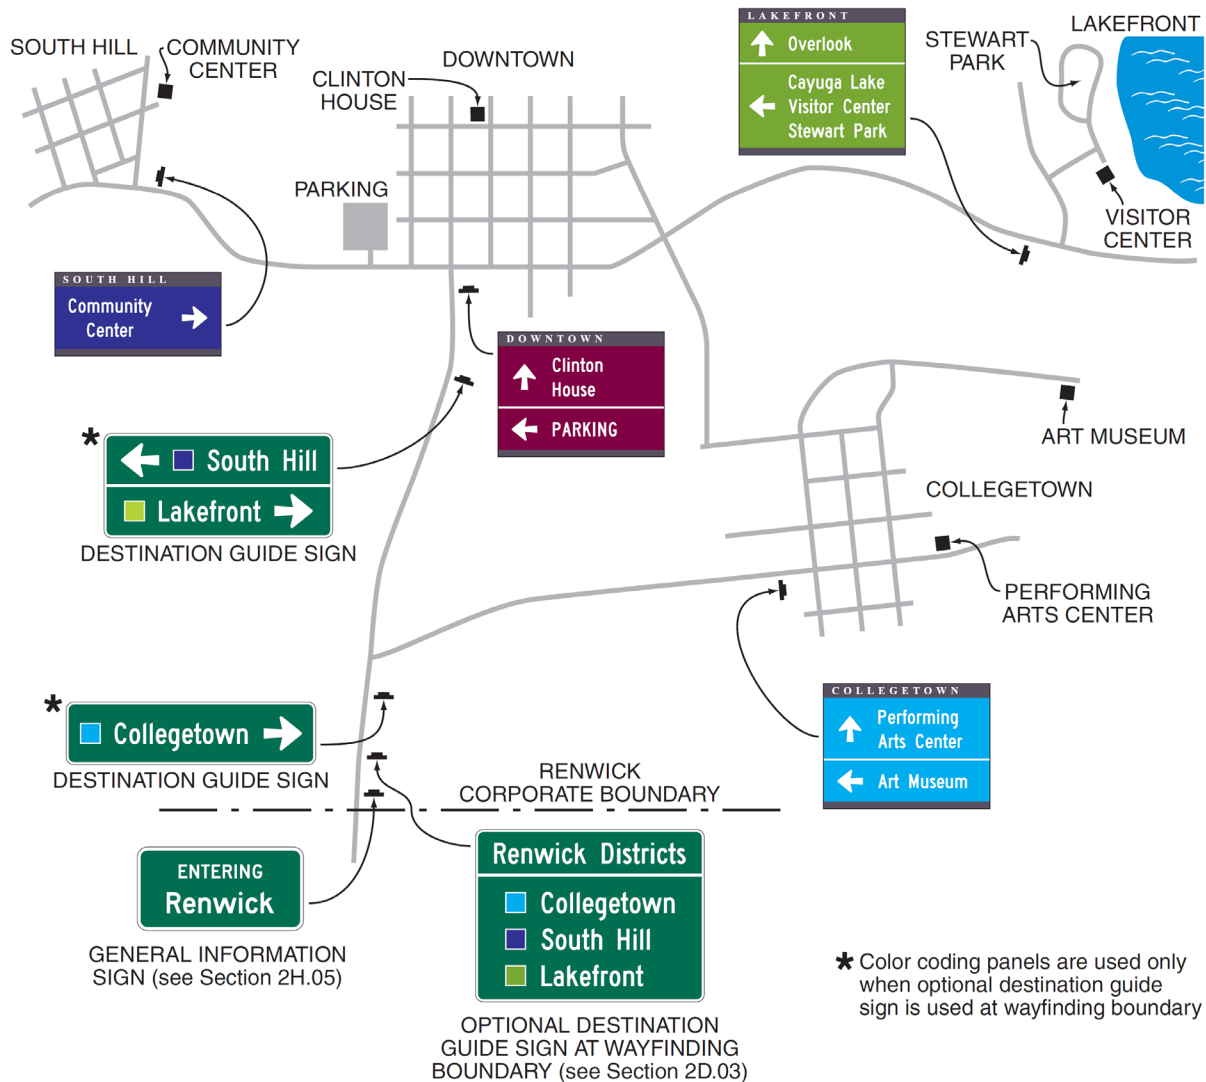 SOUTH HILL
COMMUNITY
CENTER
CLINTON
HOUSE
DOWNTOWN
LAKEFRONT
Overlook
Cayuga Lake
Visitor Center
Stewart Park
STEWART
PARK
LAKEFRONT
PARKING
VISITOR
CENTER
SOUTH HILL
Community
Center
DOWNTOWN
Clinton
House
PARKING
* South Hill
Lakefront
DESTINATION GUIDE SIGN
ART MUSEUM
COLLEGETOWN
PERFORMING
ARTS CENTER
* Collegetown
DESTINATION GUIDE SIGN
COLLEGETOWN
Performing
Arts Center
Art Museum
RENWICK
CORPORATE BOUNDARY
ENTERING
Renwick
GENERAL INFORMATION
SIGN (see Section 2H.05)
Renwick Districts
Collegetown
South Hill
Lakefront
OPTIONAL DESTINATION
GUIDE SIGN AT WAYFINDING
BOUNDARY (see Section 2D.03)
* Color coding panels are used only
when optional destination guide
sign is used at wayfinding boundary